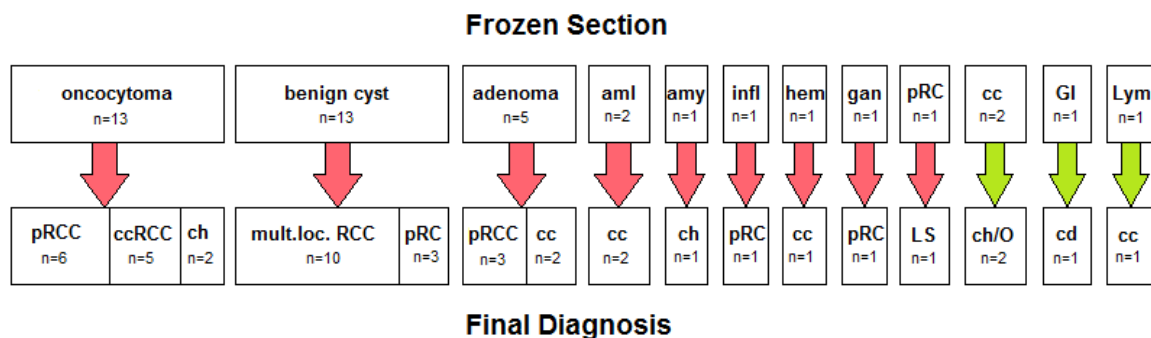 Frozen Section
oncocytoma benign cyst adenoma aml amy infl hem gan pRC cc GI Lym
n=13 n=13 n=5 n=2 n=1 n=1 n=1 n=1 n=1 n=2 n=1 n=1
pRCC ccRCC ch mult.loc. RCC pRC pRCC cc cc ch pRC cc pRC LS ch/O cd cc
n=6 n=5 n=2 n=10 n=3 n=3 n=2 n=2 n=1 n=1 n=1 n=1 n=1 n=2 n=1 n=1
Final Diagnosis